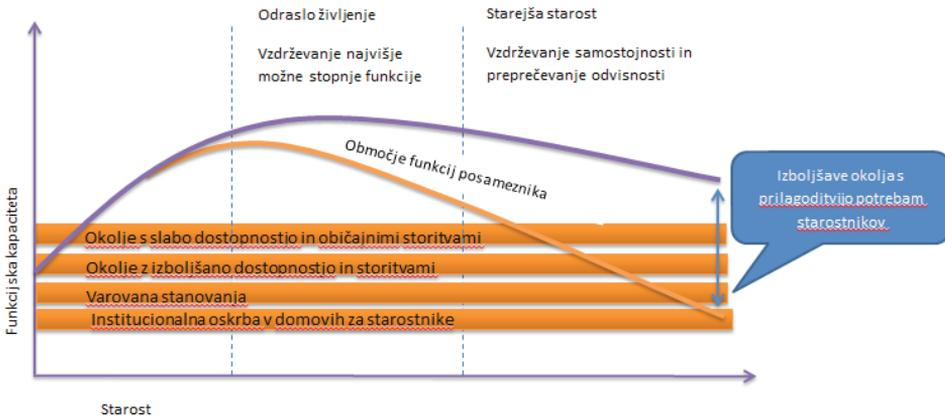 Odraslo življenje
Vzdrževanje najvišje
možne stopnje funkcije
Starejša starost
Vzdrževanje samostojnosti in
preprečevanje odvisnosti
Območje funkcij posameznika
Izboljšave okolja s
prilagoditvijo potrebam
starostnikov.
Funkcijska kapaciteta
Okolje s slabo dostopnostjo in običajnimi storitvami
Okolje z izboljšano dostopnostjo in storitvami
Varovana stanovanja
Institucionalna oskrba v domovih za starostnike
Starost